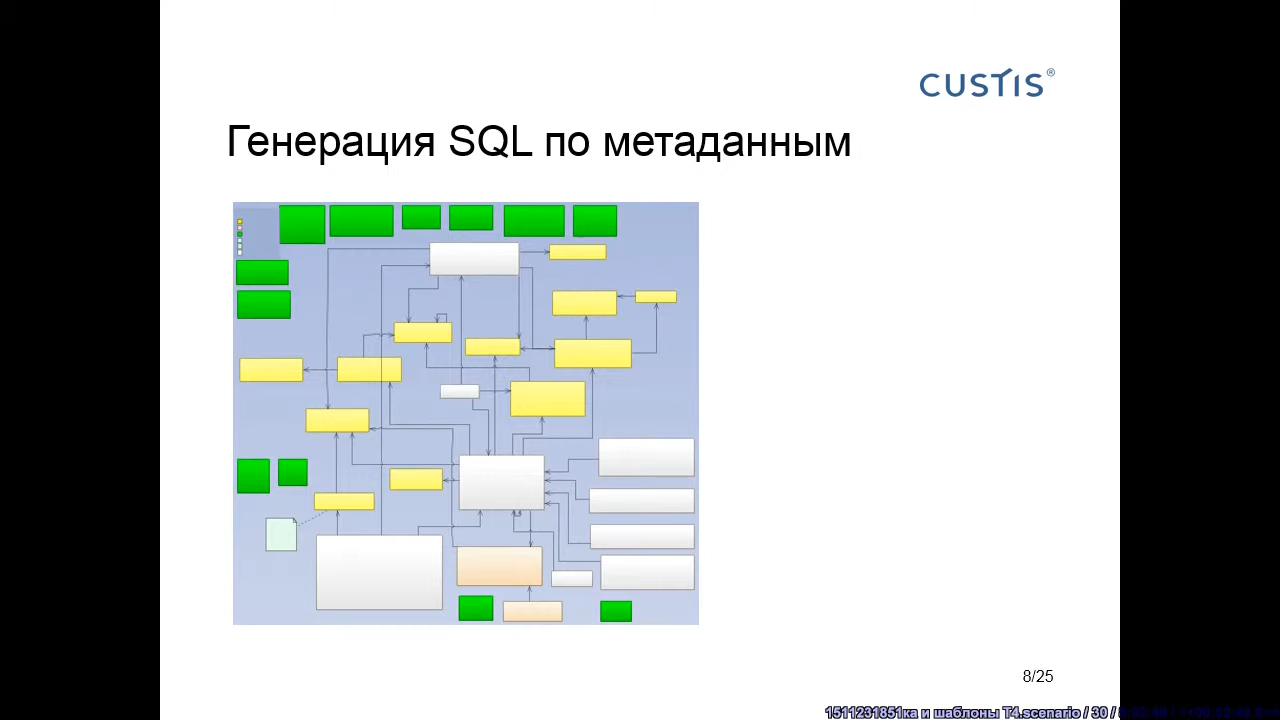 CUSTIS®
Генерация SQL по метаданным
8/25
1511231851ка и шаблоны T4.scenario / 30 /